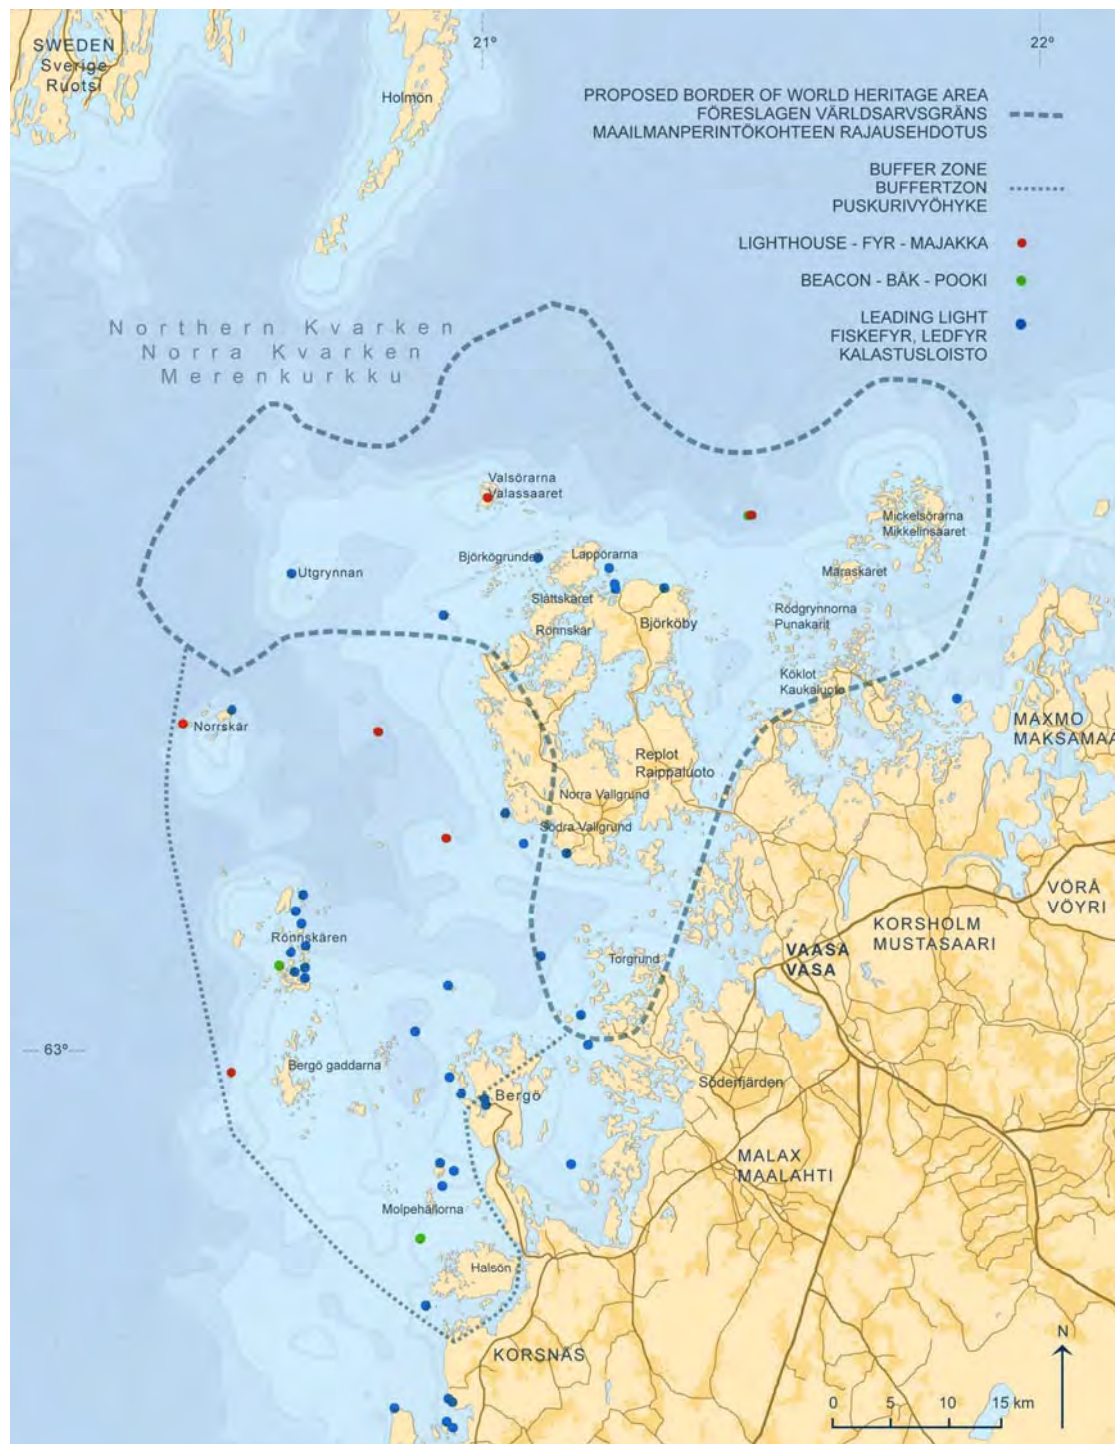 SWEDEN
Sverige
Ruotsi
Holmön
21°
22°
PROPOSED BORDER OF WORLD HERITAGE AREA
FÖRESLAGEN VÄRLDSARVSGRÄNS
MAAILMANPERINTÖKOHTEEN RAJAUSEHDOTUS
BUFFER ZONE
BUFFERTZON
PUSKURIVYÖHYKE
LIGHTHOUSE - FYR - MAJAKKA
BEACON - BÅK - POOKI
LEADING LIGHT
FISKEFYR, LEDFYR
KALASTUSLOISTO
Northern Kvarken
Norra Kvarken
Merenkurkku
Valsörarna
Valassaaret
Mickelsörarna
Mikkelinsaaret
Björkögrunden
Lappörarna
Utgrynnan
Märaskäret
Slåttskäret
Rönnskär
Björköby
Rödgrynnorna
Punakarit
Köklot
Kaukaluoto
Norrskär
MAXMO
MAKSAMAA
Replot
Raippaluoto
Norra Vallgrund
Södra Vallgrund
VÖRÅ
VÖYRI
KORSHOLM
MUSTASAARI
Rönnskären
VAASA
VASA
Torgrund
63°
Bergö gaddarna
Söderfjärden
Bergö
MALAX
MAALAHTI
Molpehällorna
Halsön
KORSNÄS
N
0 5 10 15 km